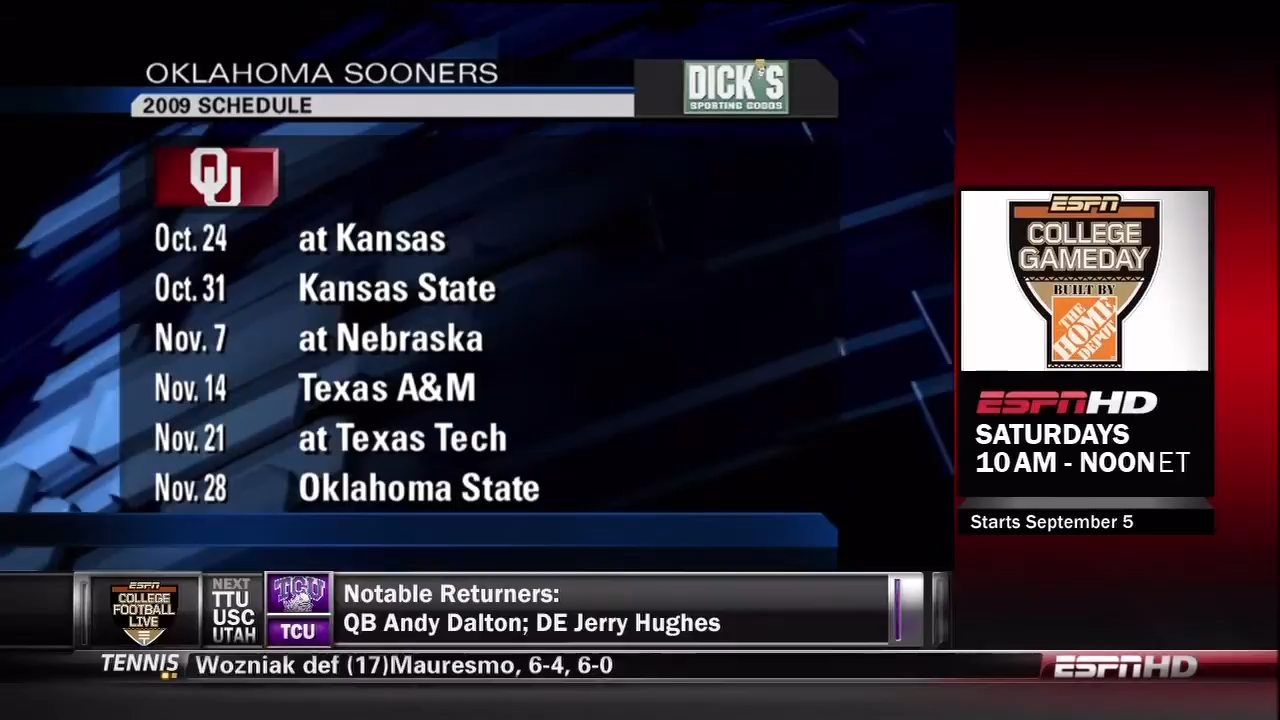 OKLAHOMA SOONERS
2009 SCHEDULE
DICK'S
SPORTING GOODS
OU
Oct. 24 at Kansas
Oct. 31 Kansas State
Nov. 7 at Nebraska
Nov. 14 Texas A&M
Nov. 21 at Texas Tech
Nov. 28 Oklahoma State
ESPN
COLLEGE
GAMEDAY
BUILT BY
THE
HOME
DEPOT
ESPNHD
SATURDAYS
10 AM - NOON ET
Starts September 5
ESPN
COLLEGE
FOOTBALL
LIVE
NEXT
TTU
USC
UTAH
TCU
TCU
Notable Returners:
QB Andy Dalton; DE Jerry Hughes
TENNIS Wozniak def (17)Mauresmo, 6-4, 6-0
ESPNHD